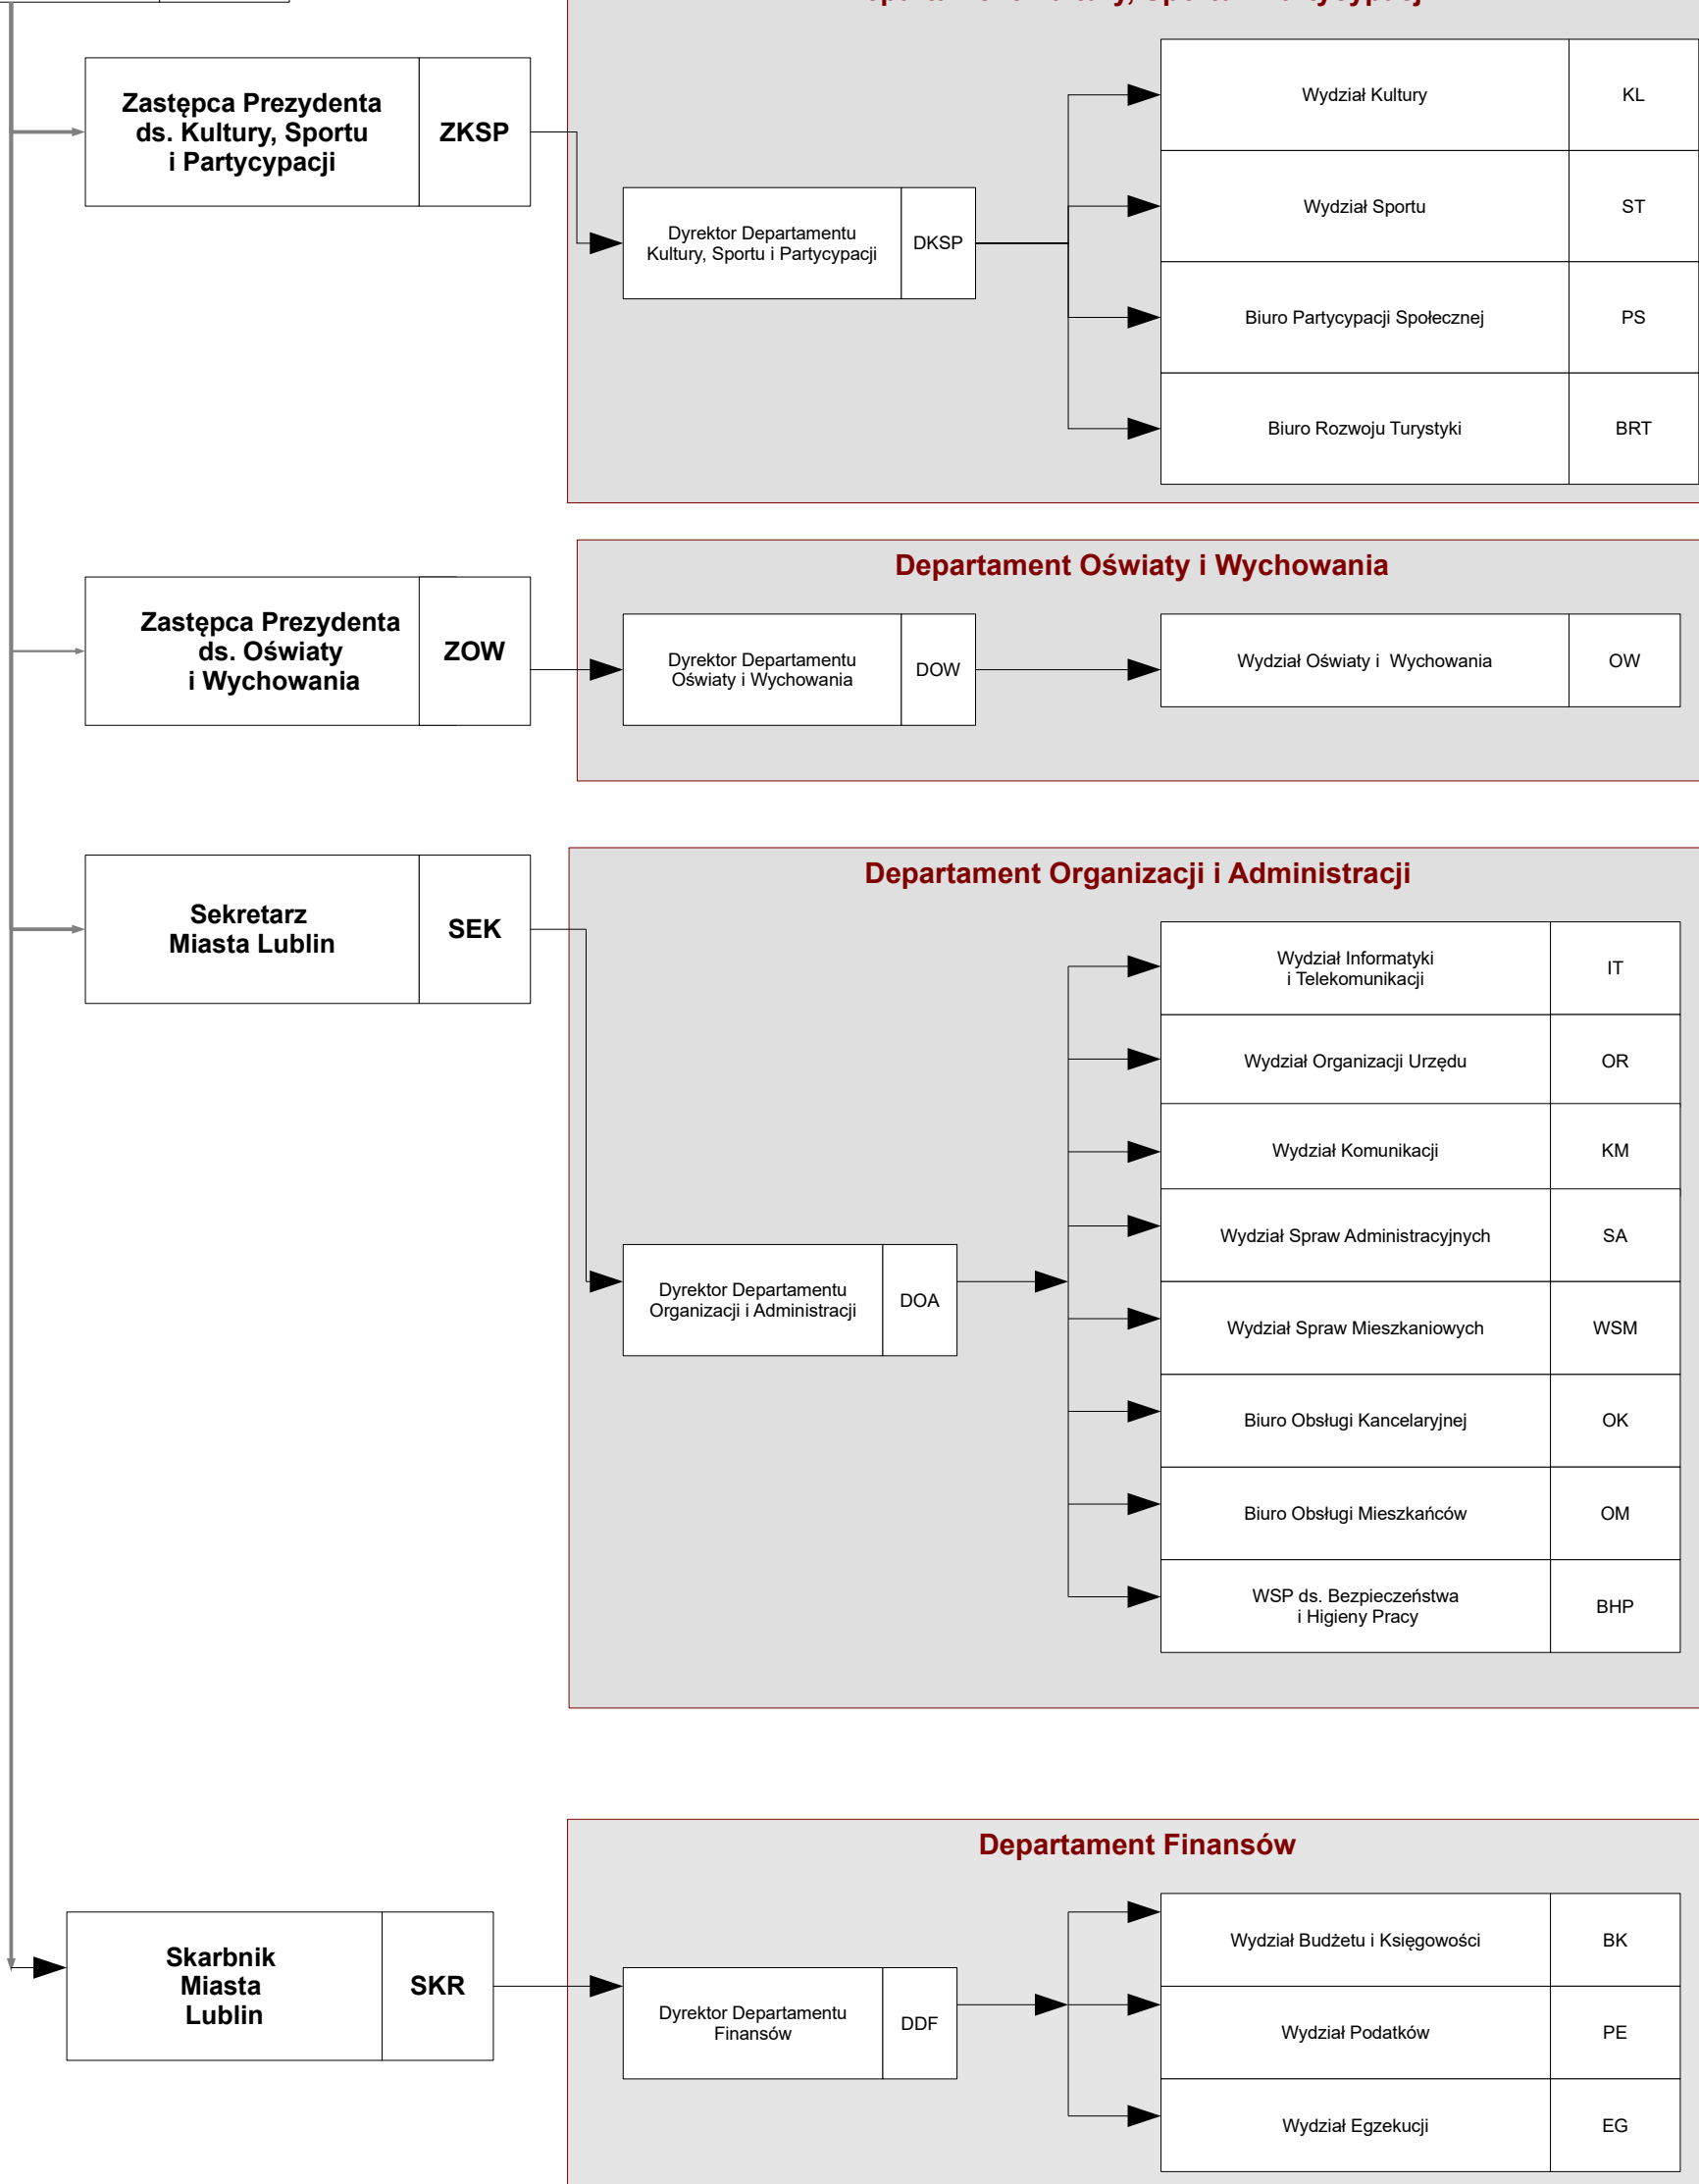 Zastępca Prezydenta
ds. Kultury, Sportu
i Partycypacji
ZKSP
Dyrektor Departamentu
Kultury, Sportu i Partycypacji
DKSP
Wydział Kultury
KL
Wydział Sportu
ST
Biuro Partycypacji Społecznej
PS
Biuro Rozwoju Turystyki
BRT
Departament Oświaty i Wychowania
Zastępca Prezydenta
ds. Oświaty
i Wychowania
ZOW
Dyrektor Departamentu
Oświaty i Wychowania
DOW
Wydział Oświaty i Wychowania
OW
Departament Organizacji i Administracji
Sekretarz
Miasta Lublin
SEK
Dyrektor Departamentu
Organizacji i Administracji
DOA
Wydział Informatyki
i Telekomunikacji
IT
Wydział Organizacji Urzędu
OR
Wydział Komunikacji
KM
Wydział Spraw Administracyjnych
SA
Wydział Spraw Mieszkaniowych
WSM
Biuro Obsługi Kancelaryjnej
OK
Biuro Obsługi Mieszkańców
OM
WSP ds. Bezpieczeństwa
i Higieny Pracy
BHP
Departament Finansów
Skarbnik
Miasta
Lublin
SKR
Dyrektor Departamentu
Finansów
DDF
Wydział Budżetu i Księgowości
BK
Wydział Podatków
PE
Wydział Egzekucji
EG